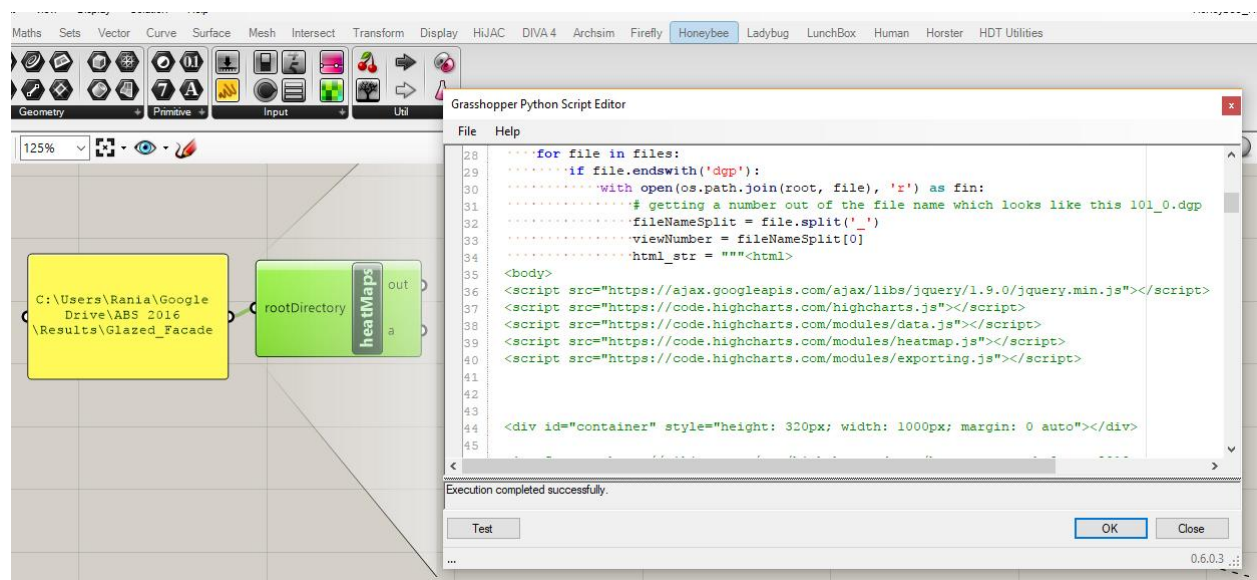 Maths Sets Vector Curve Surface Mesh Intersect Transform Display HiJAC DIVA 4 Archsim Firefly Honeybee Ladybug LunchBox Human Horster HDT Utilities
Geometry Primitive Input Util
125%
C:\Users\Rania\Google
Drive\ABS 2016
\Results\Glazed_Facade
rootDirectory
heatMaps
out
a
Grasshopper Python Script Editor
x
File Help
28 ····for file in files:
29 ········if file.endswith('dgp'):
30 ············with open(os.path.join(root, file), 'r') as fin:
31 ················# getting a number out of the file name which looks like this 101_0.dgp
32 ················fileNameSplit = file.split('_')
33 ················viewNumber = fileNameSplit[0]
34 ················html_str = """<html>
35 <body>
36 <script src="https://ajax.googleapis.com/ajax/libs/jquery/1.9.0/jquery.min.js"></script>
37 <script src="https://code.highcharts.com/highcharts.js"></script>
38 <script src="https://code.highcharts.com/modules/data.js"></script>
39 <script src="https://code.highcharts.com/modules/heatmap.js"></script>
40 <script src="https://code.highcharts.com/modules/exporting.js"></script>
41
42
43
44 <div id="container" style="height: 320px; width: 1000px; margin: 0 auto"></div>
45
Execution completed successfully.
Test OK Close
... 0.6.0.3